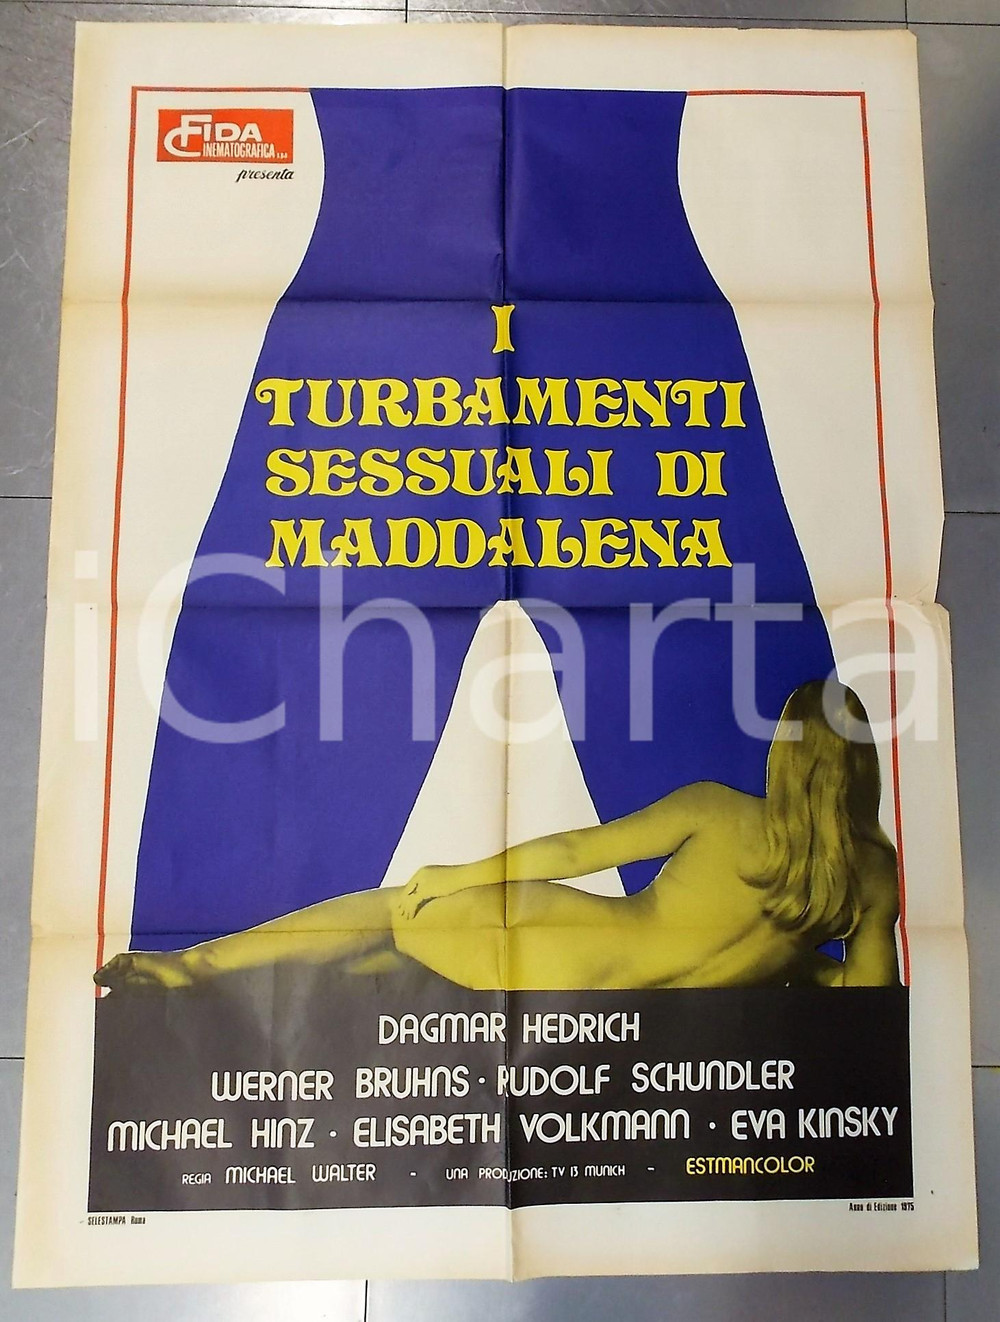 FIDA
CINEMATOGRAFICA S.p.A.
presenta
I
TURBAMENTI
SESSUALI DI
MADDALENA
iCharta
DAGMAR HEDRICH
WERNER BRUHNS · RUDOLF SCHUNDLER
MICHAEL HINZ · ELISABETH VOLKMANN · EVA KINSKY
REGIA MICHAEL WALTER - UNA PRODUZIONE: TV 13 MUNICH - ESTMANCOLOR
SELESTAMPA Roma
Anno di Edizione 1975